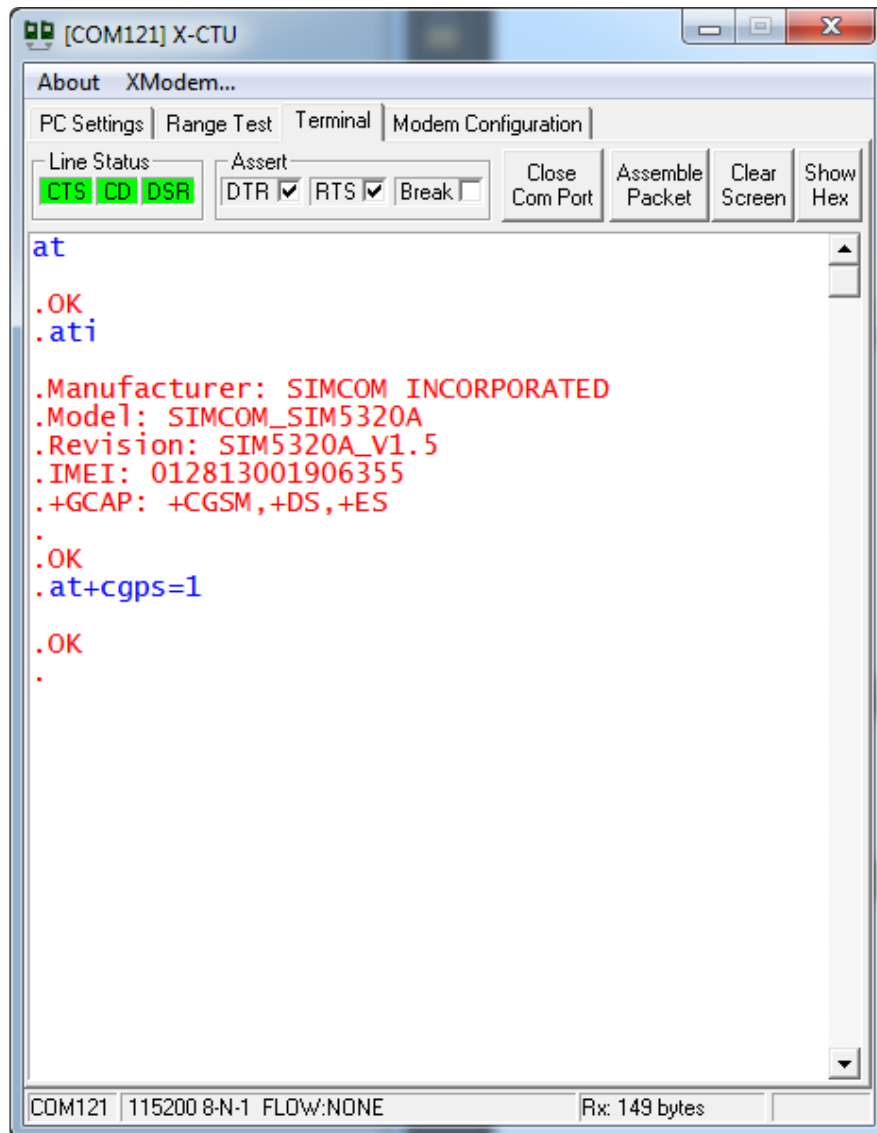 [COM121] X-CTU
About XModem...
PC Settings Range Test Terminal Modem Configuration
Line Status
CTS CD DSR
Assert
DTR RTS Break
Close Com Port
Assemble Packet
Clear Screen
Show Hex
at
.OK
.ati
.Manufacturer: SIMCOM INCORPORATED
.Model: SIMCOM_SIM5320A
.Revision: SIM5320A_V1.5
.IMEI: 012813001906355
.+GCAP: +CGSM,+DS,+ES
.
.OK
.at+cgps=1
.OK
.
COM121 115200 8-N-1 FLOW:NONE Rx: 149 bytes